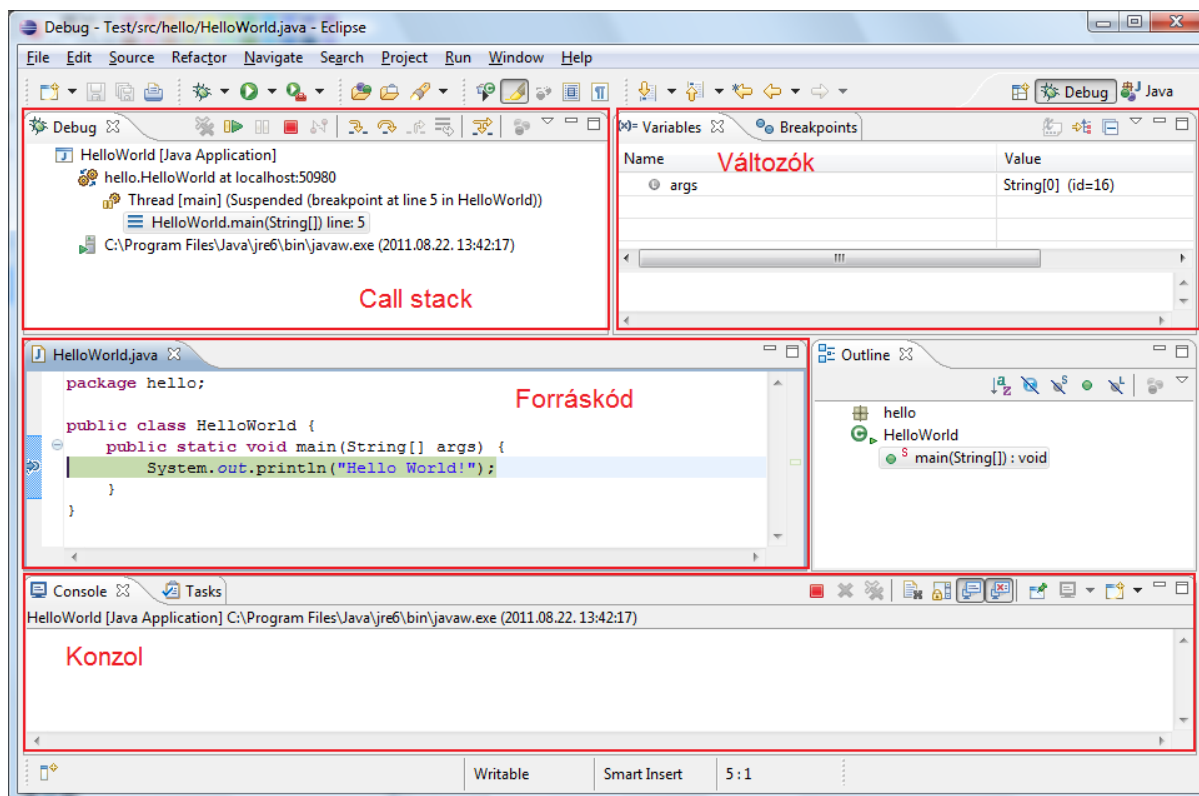 Debug - Test/src/hello/HelloWorld.java - Eclipse
File Edit Source Refactor Navigate Search Project Run Window Help
Debug Java
Debug
HelloWorld [Java Application]
hello.HelloWorld at localhost:50980
Thread [main] (Suspended (breakpoint at line 5 in HelloWorld))
HelloWorld.main(String[]) line: 5
C:\Program Files\Java\jre6\bin\javaw.exe (2011.08.22. 13:42:17)
Call stack
(x)= Variables Breakpoints
Name Value
Változók
args String[0] (id=16)
HelloWorld.java
package hello;
Forráskód
public class HelloWorld {
public static void main(String[] args) {
System.out.println("Hello World!");
}
}
Outline
hello
HelloWorld
main(String[]) : void
Console Tasks
HelloWorld [Java Application] C:\Program Files\Java\jre6\bin\javaw.exe (2011.08.22. 13:42:17)
Konzol
Writable Smart Insert 5 : 1